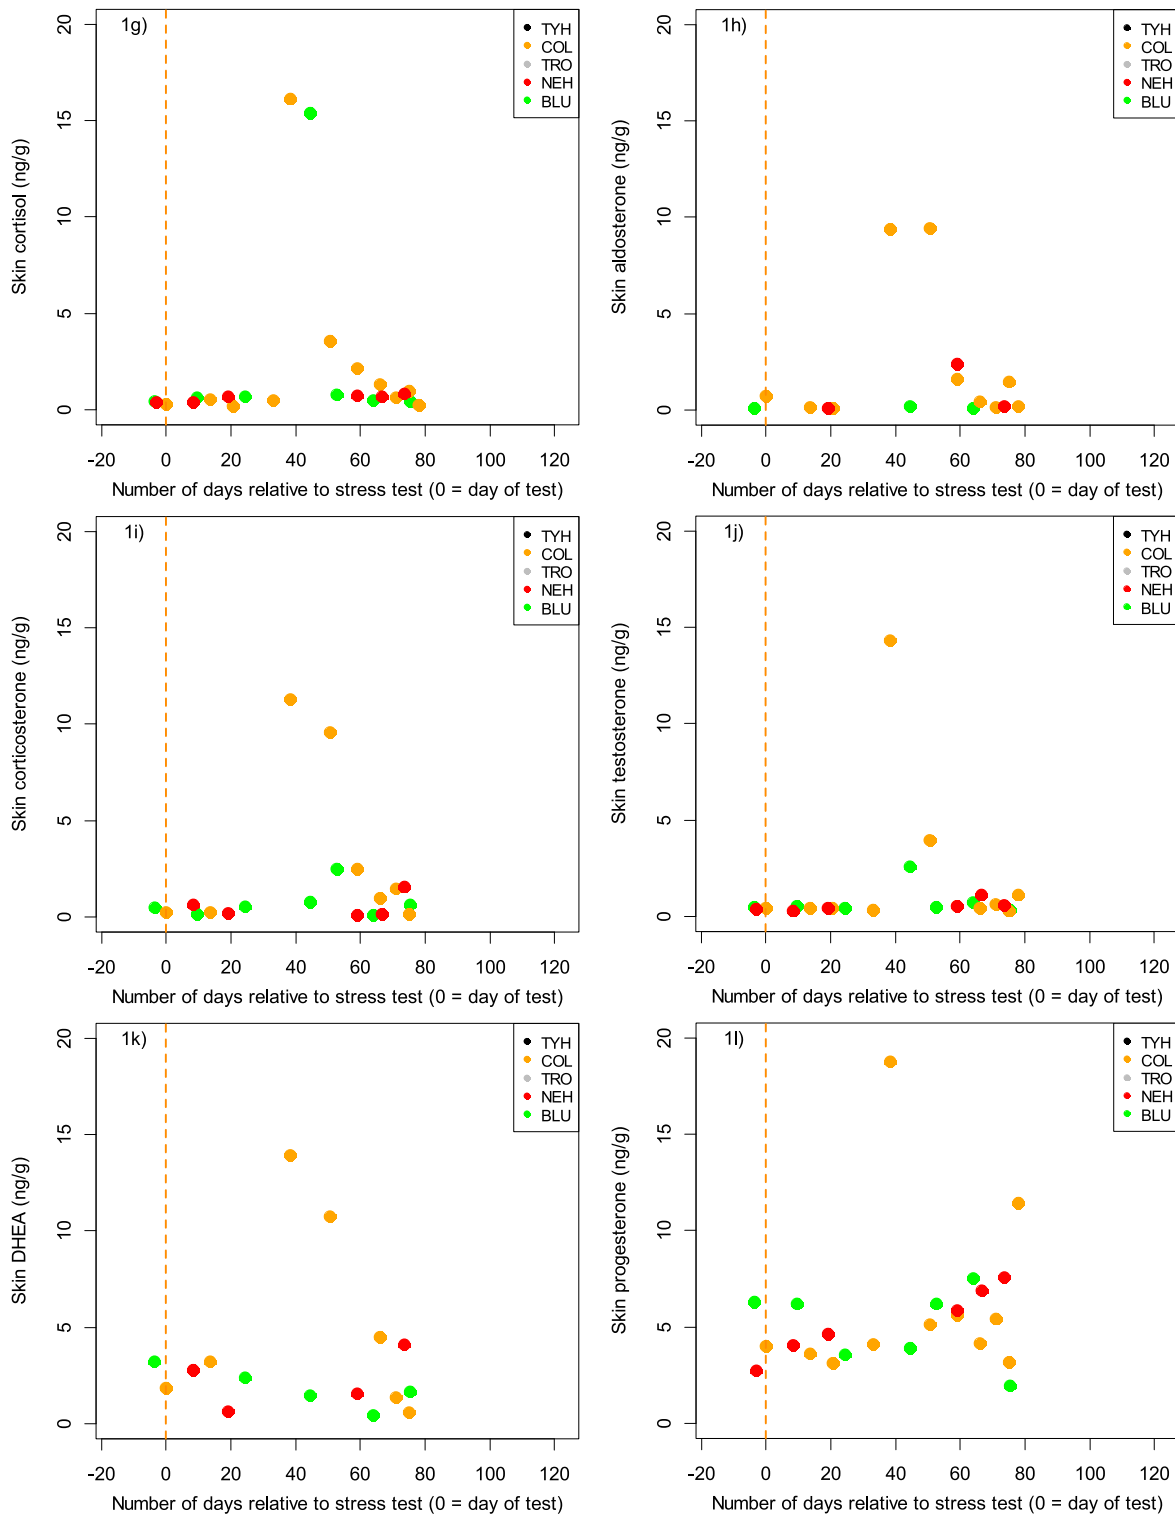 1g)
TYH
COL
TRO
NEH
BLU
Skin cortisol (ng/g)
0 5 10 15 20
-20 0 20 40 60 80 100 120
Number of days relative to stress test (0 = day of test)
1h)
TYH
COL
TRO
NEH
BLU
Skin aldosterone (ng/g)
0 5 10 15 20
-20 0 20 40 60 80 100 120
Number of days relative to stress test (0 = day of test)
1i)
TYH
COL
TRO
NEH
BLU
Skin corticosterone (ng/g)
0 5 10 15 20
-20 0 20 40 60 80 100 120
Number of days relative to stress test (0 = day of test)
1j)
TYH
COL
TRO
NEH
BLU
Skin testosterone (ng/g)
0 5 10 15 20
-20 0 20 40 60 80 100 120
Number of days relative to stress test (0 = day of test)
1k)
TYH
COL
TRO
NEH
BLU
Skin DHEA (ng/g)
0 5 10 15 20
-20 0 20 40 60 80 100 120
Number of days relative to stress test (0 = day of test)
1l)
TYH
COL
TRO
NEH
BLU
Skin progesterone (ng/g)
0 5 10 15 20
-20 0 20 40 60 80 100 120
Number of days relative to stress test (0 = day of test)